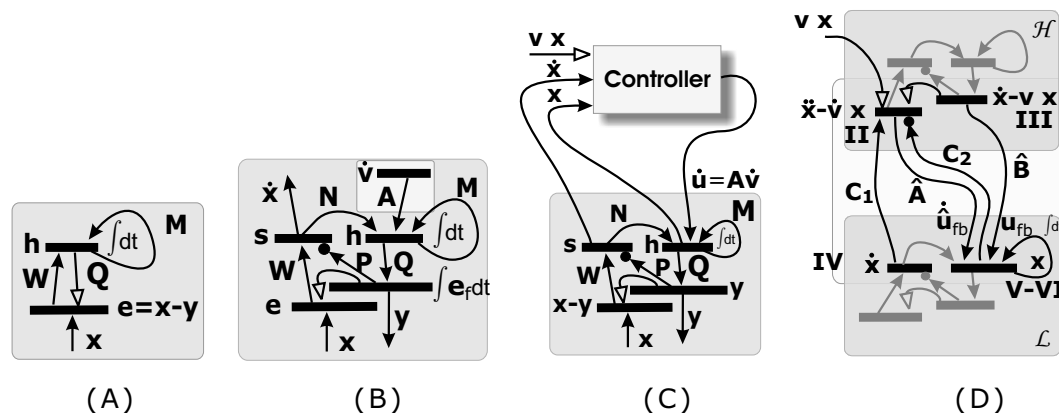 h
∫dt
M
W
Q
e=x-y
x
(A)
ẋ
N
v̇
A
M
s
h
∫dt
W
P
Q
∫e_f dt
e
x
y
(B)
v x
ẋ
x
Controller
u̇=Av̇
N
M
s
h
∫dt
W
P
Q
x-y
y
x
y
(C)
v x
ℋ
ẍ-v̇ x
II
ẋ-v x
III
C₁
C₂
Â
B̂
u̇̂_fb
u_fb
∫d
IV
ẋ
x
V-VI
ℒ
(D)